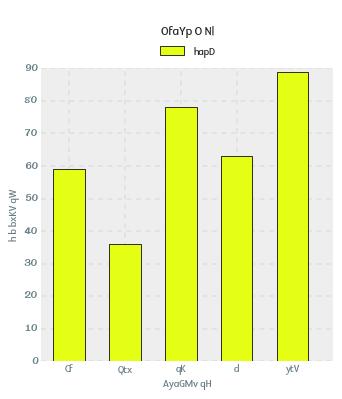 OfaYp O Nl
hapD
90
80
70
60
50
40
30
20
10
0
h b bxKV qW
Cf
Qtx
qK
d
ytV
AyaGMv qH